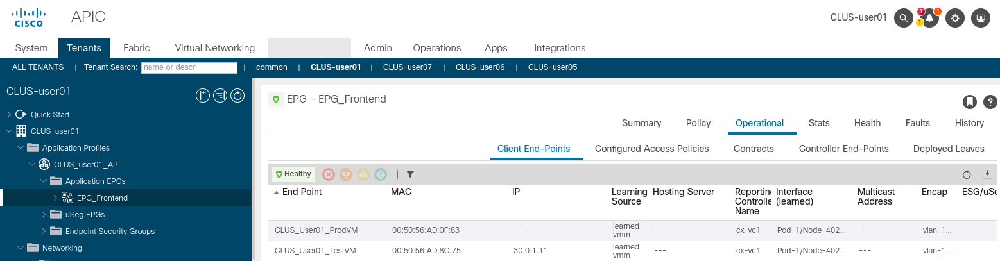 CISCO
APIC
CLUS-user01
1
1
1
System Tenants Fabric Virtual Networking Admin Operations Apps Integrations
ALL TENANTS | Tenant Search: name or descr | common | CLUS-user01 | CLUS-user07 | CLUS-user06 | CLUS-user05
CLUS-user01
Quick Start
CLUS-user01
Application Profiles
CLUS_user01_AP
Application EPGs
EPG_Frontend
uSeg EPGs
Endpoint Security Groups
Networking
EPG - EPG_Frontend
?
Summary Policy Operational Stats Health Faults History
Client End-Points Configured Access Policies Contracts Controller End-Points Deployed Leaves
Healthy
End Point MAC IP Learning Source Hosting Server Reporting Controlle Name Interface (learned) Multicast Address Encap ESG/uSe
CLUS_User01_ProdVM 00:50:56:AD:0F:83 --- learned vmm --- cx-vc1 Pod-1/Node-402... --- vlan-1...
CLUS_User01_TestVM 00:50:56:AD:8C:75 30.0.1.11 learned vmm --- cx-vc1 Pod-1/Node-402... --- vlan-1...